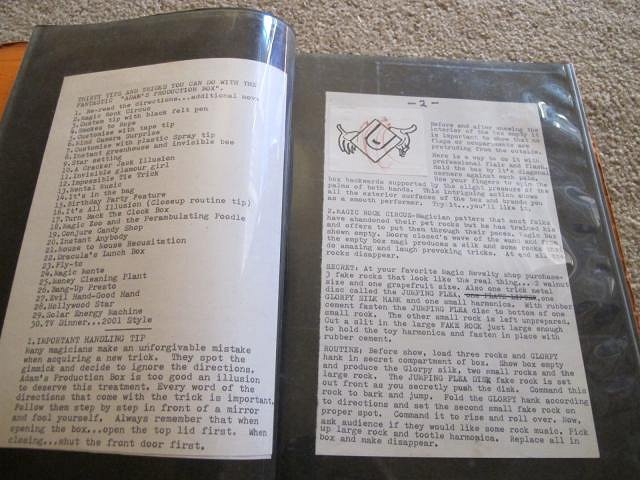 THIRTY TIPS AND GUIDES YOU CAN DO WITH THE
FANTASTIC "ADAM'S PRODUCTION BOX".
1. Re-read the directions...additional moves
2. Magic Rock Circus
3. Custom tip with black felt pen
4. Smokes to Rope
5. Customize with tape tip
6. Mind Camera Surprise
7. Customize with plastic Spray tip
8. Instant greenhouse and invisible bee
9. Star setting
10. A Quicker Sack Illusion
11. Invisible glamour girl
12. Impossible Tie Trick
13. Mental Music
14. It's in the bag
15. Birthday Party Feature
16. It's All Illusion (Closeup routine tip)
17. Turn Back The Clock Box
18. Magic Zoo and the Perambulating Poodle
19. Conjure Candy Shop
20. Instant Anybody
21. Mouse to Mouse Resusitation
22. Dracula's Lunch Box
23. Fly-to
24. Magic Rents
25. Money Cleaning Plant
26. Hang-Up Presto
27. Evil Hand-Good Hand
28. Hollywood Star
29. Solar Energy Machine
30. TV Dinner...2001 Style
1. IMPORTANT HANDLING TIP
Many magicians make an unforgivable mistake
when acquiring a new trick. They spot the
gimmick and decide to ignore the directions.
Adam's Production Box is too good an illusion
to deserve this treatment. Every word of the
directions that come with the trick is important.
Follow them step by step in front of a mirror
and fool yourself. Always remember that when
opening the box...open the top lid first. When
closing...shut the front door first.
-2-
Before and after showing the
interior of the box empty it
is important to show that no
flaps or compartments are
protruding from the outside.
Here is a way to do it with
professional flair and flash.
Hold the box by it's diagonal
corners against each palm.
Use your fingers to spin the
box backwards supported by the slight pressure of the
palms of both hands. This intriguing action shows
all the exterior surfaces of the box and brands you
as a smooth performer. Try it...you'll like it.
2. MAGIC ROCK CIRCUS-Magician patters that most folks
have abandoned their pet rocks but he has trained his
and offers to put them through their paces. Magic Box
shown empty. Doors closed's wave of the wand and from
the empty box magi produces a silk and some rocks that
do amazing and laugh provoking tricks. At end all
rocks disappear.
SECRET: At your favorite Magic Novelty shop purchase-
3 fake rocks that look like the real thing... 2 walnut
size and one grapefruit size. Also one trick metal
disc called the JUMPING FLEA, one
GLORPY SILK HANK and one small harmonica. With rubber
cement fasten the JUMPING FLEA disc to bottom of one
small rock. The other small rock is left unprepared.
Cut a slit in the large FAKE ROCK just large enough
to hold the toy harmonica and fasten in place with
rubber cement.
ROUTINE: Before show, load three rocks and GLORPY
hank in secret compartment of box. Show box empty
and produce the Glorpy silk, two small rocks and the
large rock. The JUMPING FLEA DISK fake rock is set
out front as you secretly push the disk. Command this
rock to bark and jump. Fold the GLORPY hank according
to directions and set the second small fake rock on
proper spot. Command it to rise and roll over. Now,
ask audience if they would like some rock music. Pick
up large rock and tootle harmonica. Replace all in
box and make disappear.